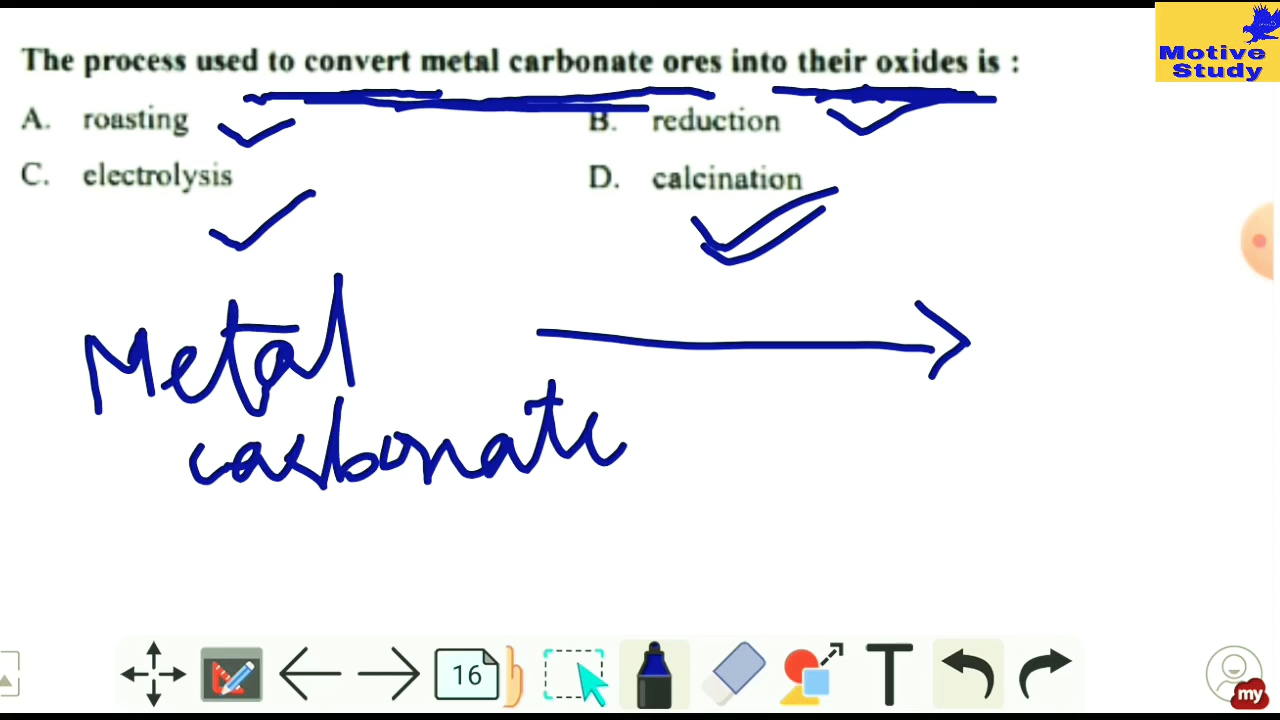 Motive
Study
The process used to convert metal carbonate ores into their oxides is :
A. roasting B. reduction
C. electrolysis D. calcination
Metal
carbonate
16
T
my